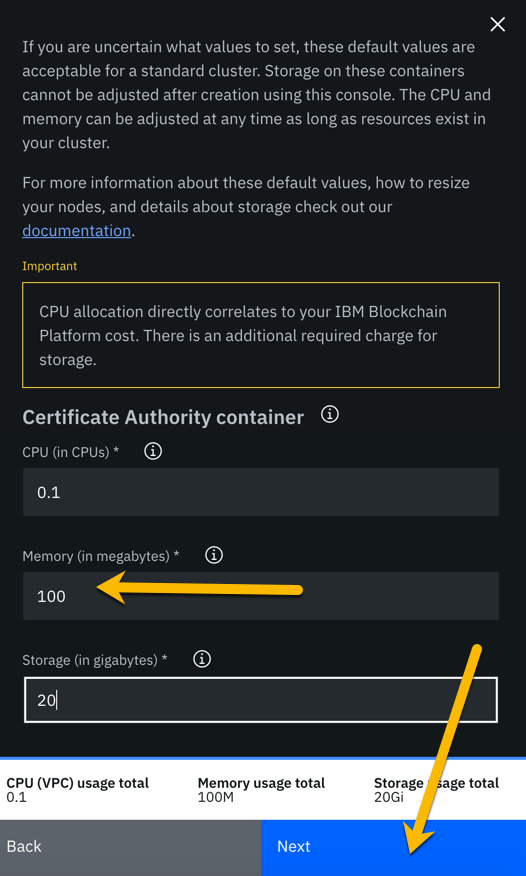 If you are uncertain what values to set, these default values are
acceptable for a standard cluster. Storage on these containers
cannot be adjusted after creation using this console. The CPU and
memory can be adjusted at any time as long as resources exist in
your cluster.
For more information about these default values, how to resize
your nodes, and details about storage check out our
documentation.
Important
CPU allocation directly correlates to your IBM Blockchain
Platform cost. There is an additional required charge for
storage.
Certificate Authority container
CPU (in CPUs) *
0.1
Memory (in megabytes) *
100
Storage (in gigabytes) *
20
CPU (VPC) usage total Memory usage total Storage usage total
0.1 100M 20Gi
Back Next